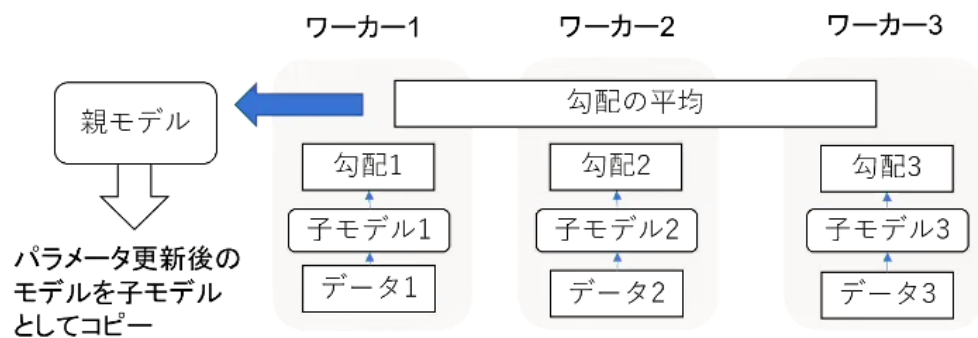 ワーカー1
ワーカー2
ワーカー3
親モデル
勾配の平均
勾配1
勾配2
勾配3
子モデル1
子モデル2
子モデル3
データ1
データ2
データ3
パラメータ更新後の
モデルを子モデル
としてコピー